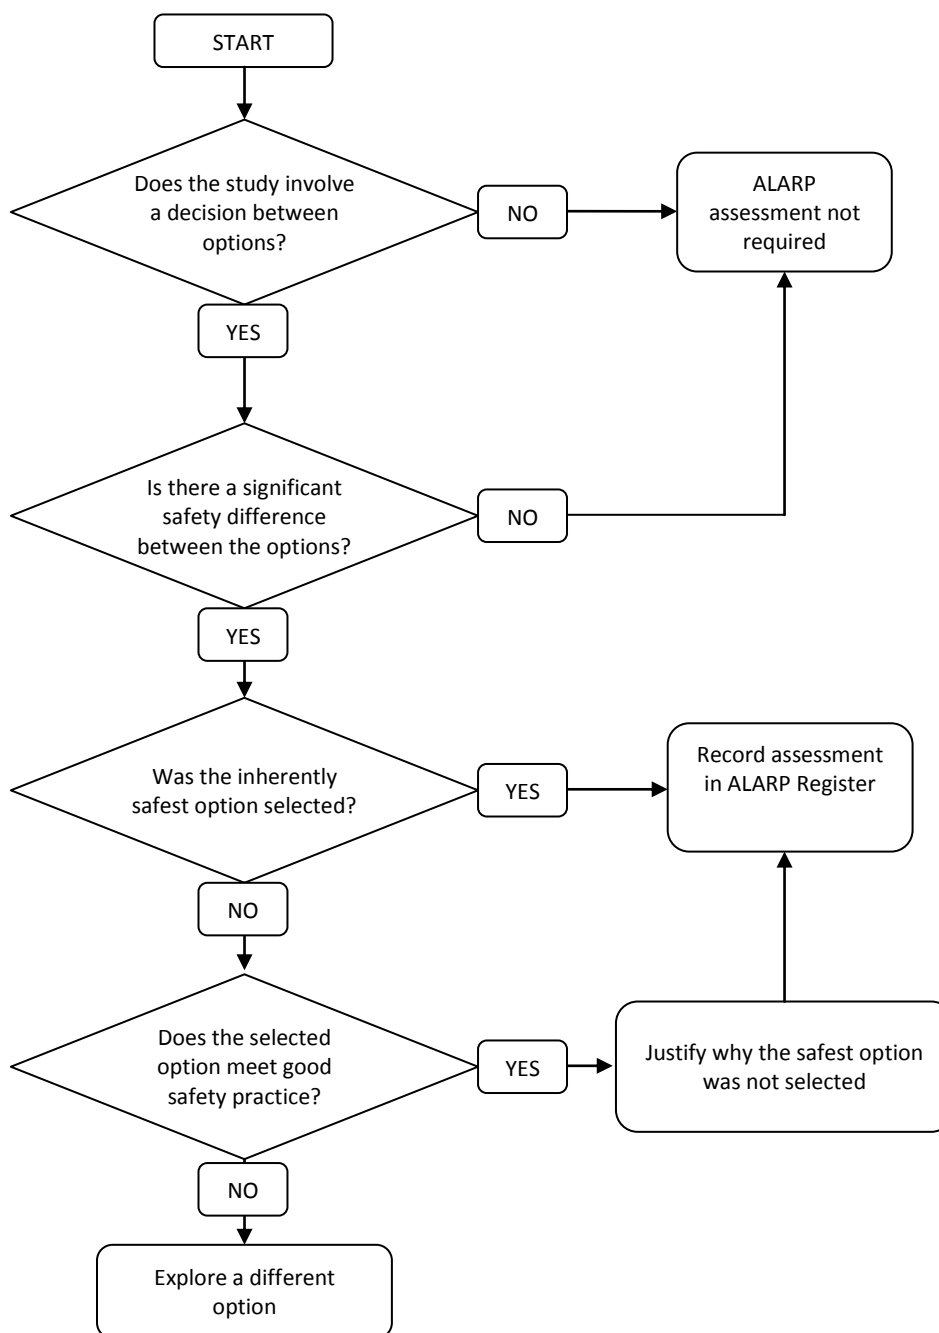 START
Does the study involve
a decision between
options?
NO
ALARP
assessment not
required
YES
Is there a significant
safety difference
between the options?
NO
YES
Was the inherently
safest option selected?
YES
Record assessment
in ALARP Register
NO
Does the selected
option meet good
safety practice?
YES
Justify why the safest option
was not selected
NO
Explore a different
option